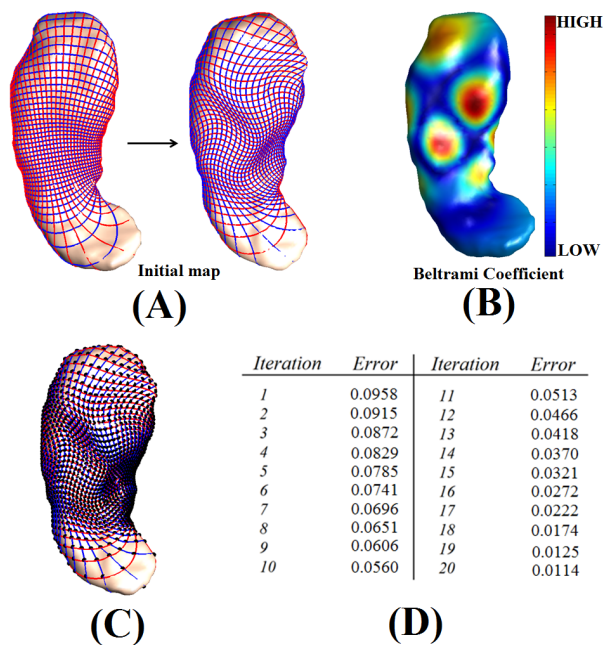 HIGH
LOW
Initial map
Beltrami Coefficient
(A)
(B)
Iteration Error Iteration Error
1 0.0958 11 0.0513
2 0.0915 12 0.0466
3 0.0872 13 0.0418
4 0.0829 14 0.0370
5 0.0785 15 0.0321
6 0.0741 16 0.0272
7 0.0696 17 0.0222
8 0.0651 18 0.0174
9 0.0606 19 0.0125
10 0.0560 20 0.0114
(C)
(D)